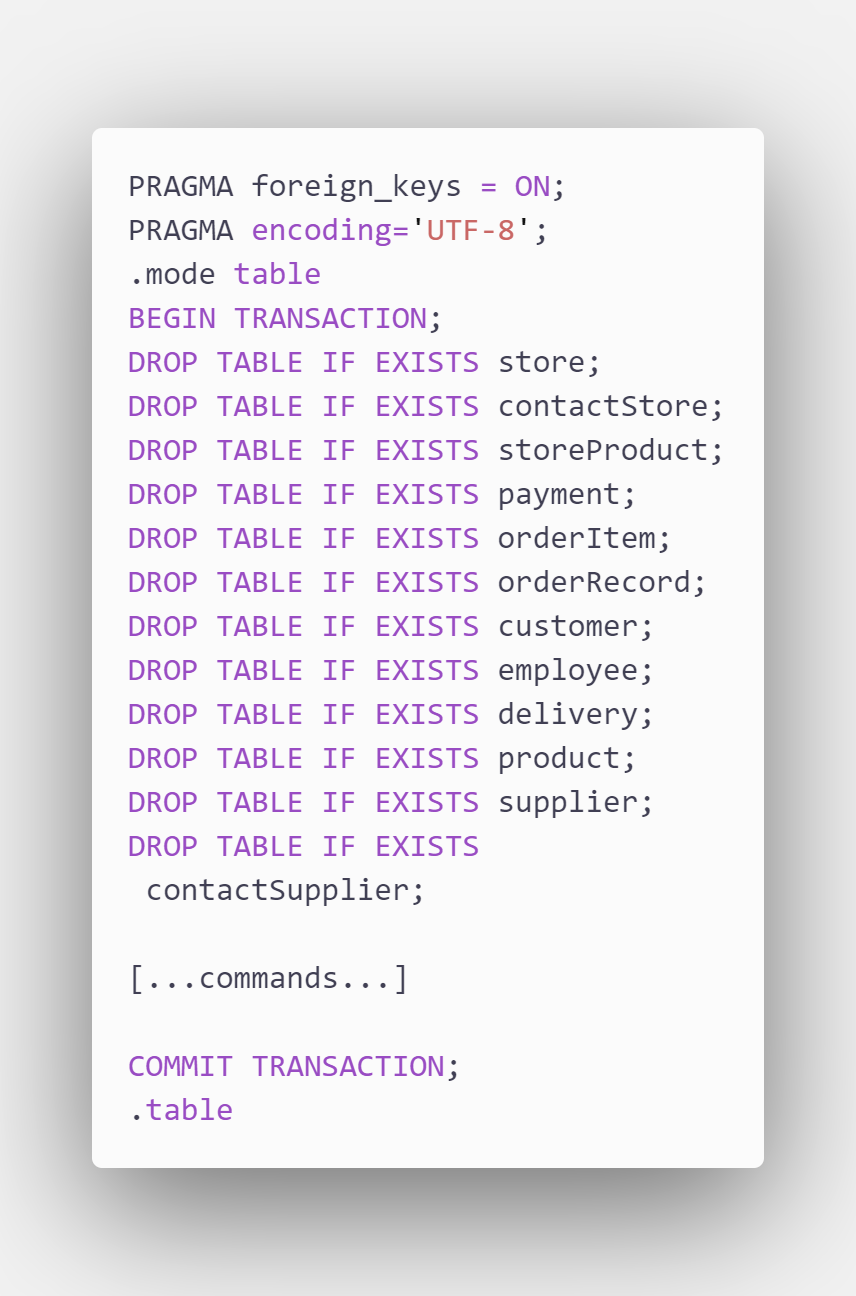 PRAGMA foreign_keys = ON;
PRAGMA encoding='UTF-8';
.mode table
BEGIN TRANSACTION;
DROP TABLE IF EXISTS store;
DROP TABLE IF EXISTS contactStore;
DROP TABLE IF EXISTS storeProduct;
DROP TABLE IF EXISTS payment;
DROP TABLE IF EXISTS orderItem;
DROP TABLE IF EXISTS orderRecord;
DROP TABLE IF EXISTS customer;
DROP TABLE IF EXISTS employee;
DROP TABLE IF EXISTS delivery;
DROP TABLE IF EXISTS product;
DROP TABLE IF EXISTS supplier;
DROP TABLE IF EXISTS
 contactSupplier;

[...commands...]

COMMIT TRANSACTION;
.table